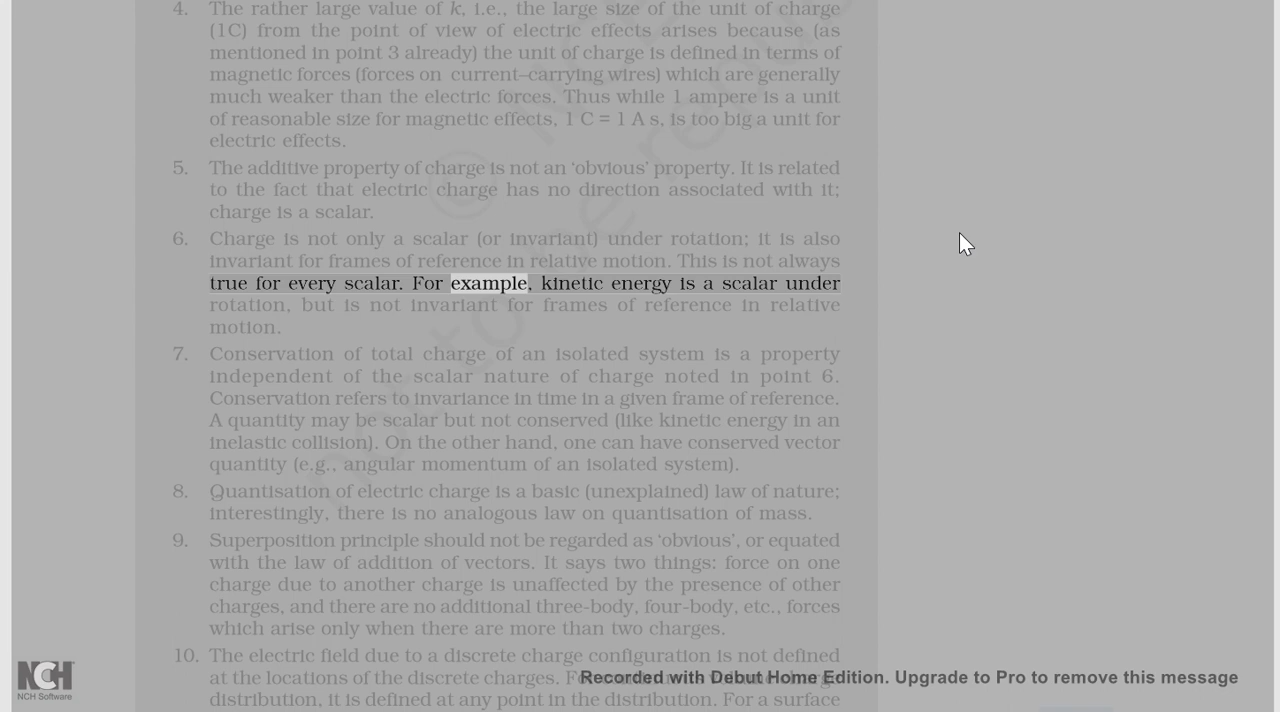 4. The rather large value of k, i.e., the large size of the unit of charge
(1C) from the point of view of electric effects arises because (as
mentioned in point 3 already) the unit of charge is defined in terms of
magnetic forces (forces on current–carrying wires) which are generally
much weaker than the electric forces. Thus while 1 ampere is a unit
of reasonable size for magnetic effects, 1 C = 1 A s, is too big a unit for
electric effects.
5. The additive property of charge is not an ‘obvious’ property. It is related
to the fact that electric charge has no direction associated with it;
charge is a scalar.
6. Charge is not only a scalar (or invariant) under rotation; it is also
invariant for frames of reference in relative motion. This is not always
true for every scalar. For example, kinetic energy is a scalar under
rotation, but is not invariant for frames of reference in relative
motion.
7. Conservation of total charge of an isolated system is a property
independent of the scalar nature of charge noted in point 6.
Conservation refers to invariance in time in a given frame of reference.
A quantity may be scalar but not conserved (like kinetic energy in an
inelastic collision). On the other hand, one can have conserved vector
quantity (e.g., angular momentum of an isolated system).
8. Quantisation of electric charge is a basic (unexplained) law of nature;
interestingly, there is no analogous law on quantisation of mass.
9. Superposition principle should not be regarded as ‘obvious’, or equated
with the law of addition of vectors. It says two things: force on one
charge due to another charge is unaffected by the presence of other
charges, and there are no additional three-body, four-body, etc., forces
which arise only when there are more than two charges.
10. The electric field due to a discrete charge configuration is not defined
at the locations of the discrete charges.
distribution, it is defined at any point in the distribution. For a surface
NCH
NCH Software
Recorded with Debut Home Edition. Upgrade to Pro to remove this message